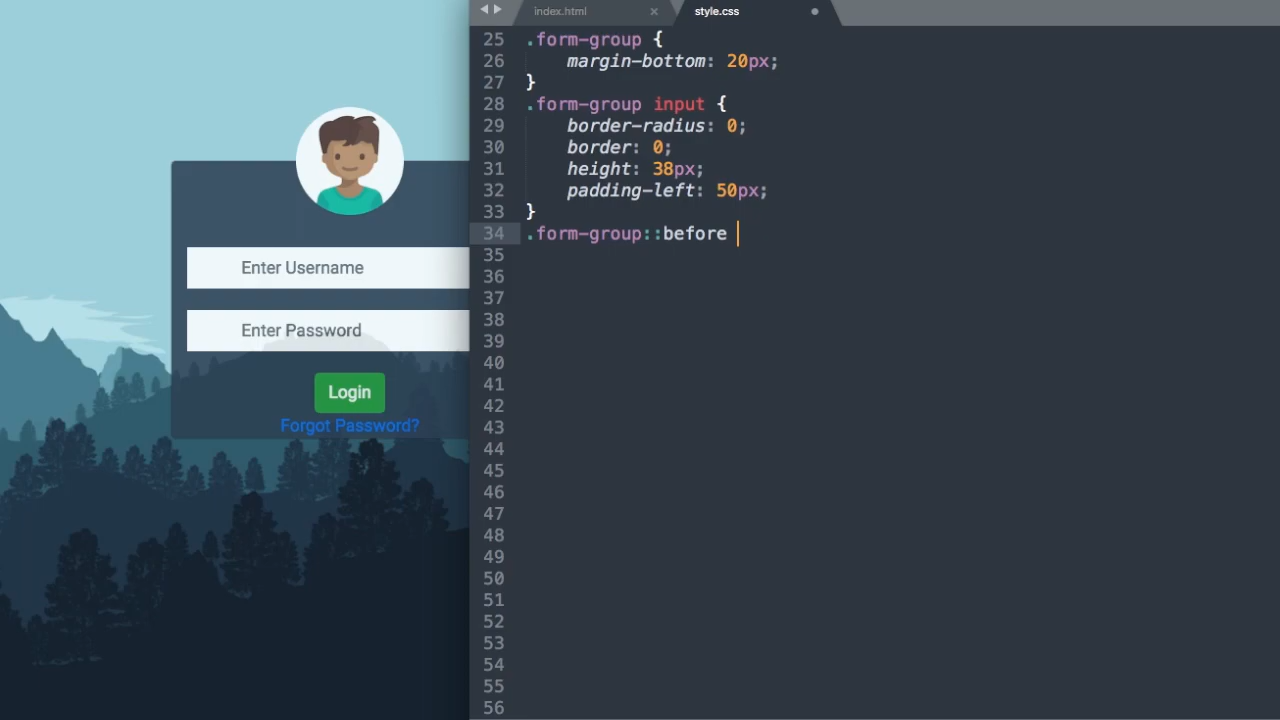 index.html × style.css
25 .form-group {
26 margin-bottom: 20px;
27 }
28 .form-group input {
29 border-radius: 0;
30 border: 0;
31 height: 38px;
32 padding-left: 50px;
33 }
34 .form-group::before
35
36
37
38
39
40
41
42
43
44
45
46
47
48
49
50
51
52
53
54
55
56
Enter Username
Enter Password
Login
Forgot Password?